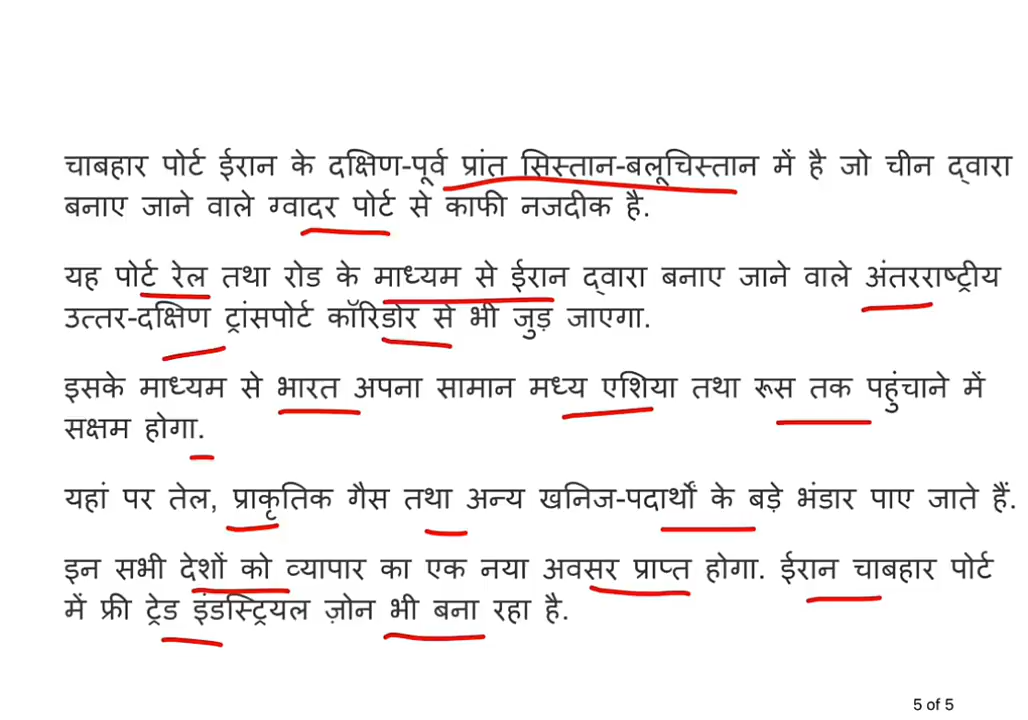 चाबहार पोर्ट ईरान के दक्षिण-पूर्व प्रांत सिस्तान-बलूचिस्तान में है जो चीन द्वारा
बनाए जाने वाले ग्वादर पोर्ट से काफी नजदीक है.
यह पोर्ट रेल तथा रोड के माध्यम से ईरान द्वारा बनाए जाने वाले अंतरराष्ट्रीय
उत्तर-दक्षिण ट्रांसपोर्ट कॉरिडोर से भी जुड़ जाएगा.
इसके माध्यम से भारत अपना सामान मध्य एशिया तथा रूस तक पहुंचाने में
सक्षम होगा.
यहां पर तेल, प्राकृतिक गैस तथा अन्य खनिज-पदार्थों के बड़े भंडार पाए जाते हैं.
इन सभी देशों को व्यापार का एक नया अवसर प्राप्त होगा. ईरान चाबहार पोर्ट
में फ्री ट्रेड इंडस्ट्रियल ज़ोन भी बना रहा है.
5 of 5